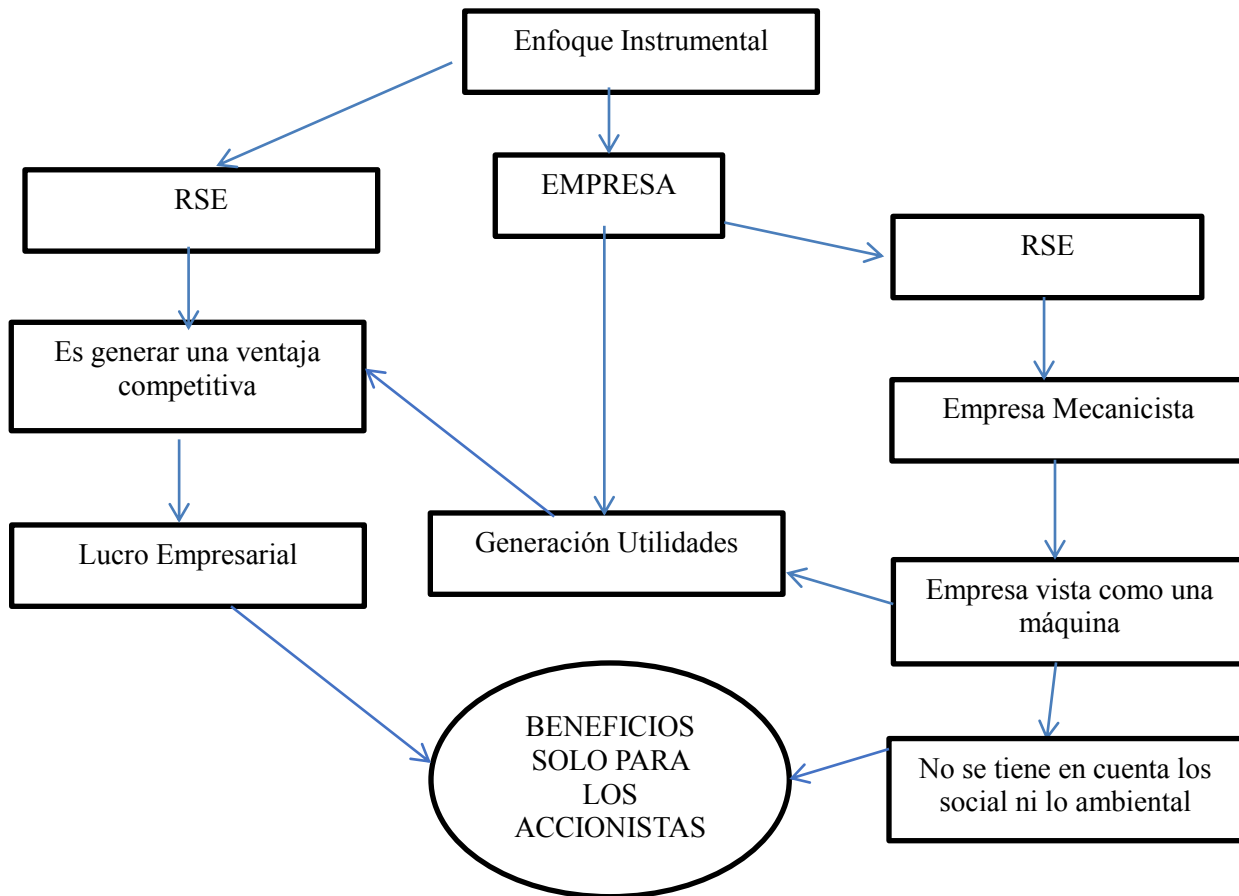 Enfoque Instrumental
RSE
EMPRESA
RSE
Es generar una ventaja
competitiva
Empresa Mecanicista
Lucro Empresarial
Generación Utilidades
Empresa vista como una
máquina
BENEFICIOS
SOLO PARA
LOS
ACCIONISTAS
No se tiene en cuenta los
social ni lo ambiental